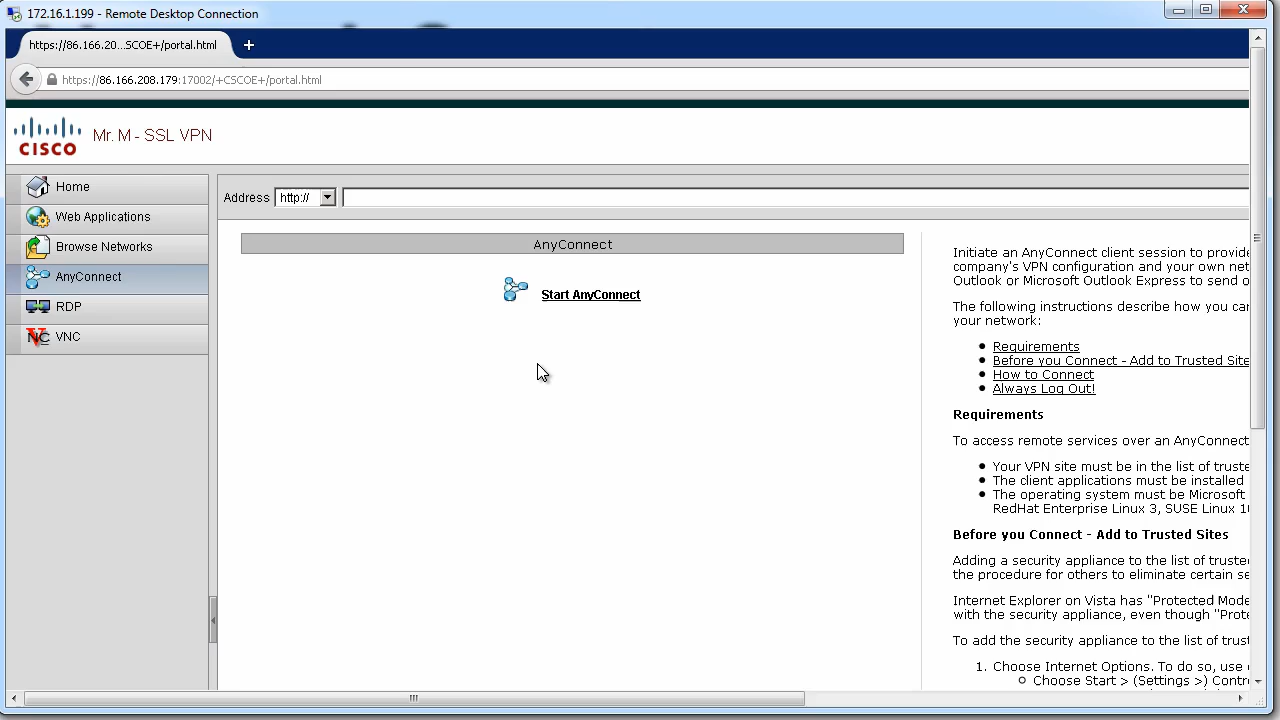 172.16.1.199 - Remote Desktop Connection
https://86.166.20...SCOE+/portal.html
https://86.166.208.179:17002/+CSCOE+/portal.html
CISCO
Mr. M - SSL VPN
Home
Web Applications
Browse Networks
AnyConnect
RDP
VNC
Address http://
AnyConnect
Start AnyConnect
Initiate an AnyConnect client session to provide
company's VPN configuration and your own net
Outlook or Microsoft Outlook Express to send o
The following instructions describe how you can
your network:
Requirements
Before you Connect - Add to Trusted Site
How to Connect
Always Log Out!
Requirements
To access remote services over an AnyConnect
Your VPN site must be in the list of truste
The client applications must be installed
The operating system must be Microsoft
RedHat Enterprise Linux 3, SUSE Linux 10
Before you Connect - Add to Trusted Sites
Adding a security appliance to the list of truste
the procedure for others to eliminate certain se
Internet Explorer on Vista has "Protected Mode
with the security appliance, even though "Prote
To add the security appliance to the list of trust
1. Choose Internet Options. To do so, use
Choose Start > (Settings >) Contr